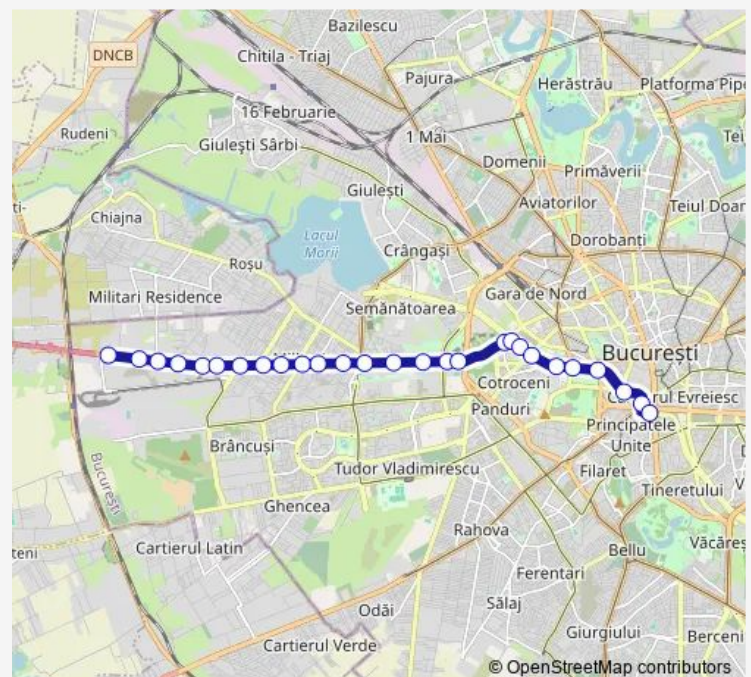 Bazilescu
DNCB
Chitila - Triaj
Pajura
Herăstrău
Platforma Pipe
16 Februarie
Rudeni
Giulești Sârbi
1 Mai
Domenii
Tei
Primăverii
Giulești
Aviatorilor
Teiul Doar
Chiajna
Lacul
Morii
Crângași
Dorobanți
Roșu
Militari Residence
Gara de Nord
Semănătoarea
București
Cotroceni
Panduri
Principatele
Unite
Brâncuși
Tudor Vladimirescu
Filaret
Tineretului
București
Ghencea
Rahova
Cartierul Latin
Bellu
Văcăreș
Ferentari
Sălaj
Odăi
Giurgiului
Berceni
Cartierul Verde
© OpenStreetMap contributors